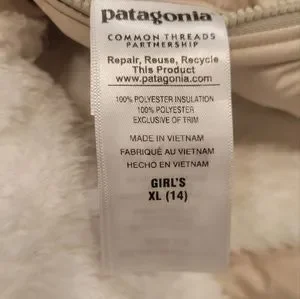 patagonia
COMMON THREADS
PARTNERSHIP
Repair, Reuse, Recycle
This Product
www.patagonia.com
100% POLYESTER INSULATION
100% POLYESTER
EXCLUSIVE OF TRIM
MADE IN VIETNAM
FABRIQUÉ AU VIETNAM
HECHO EN VIETNAM
GIRL'S
XL (14)